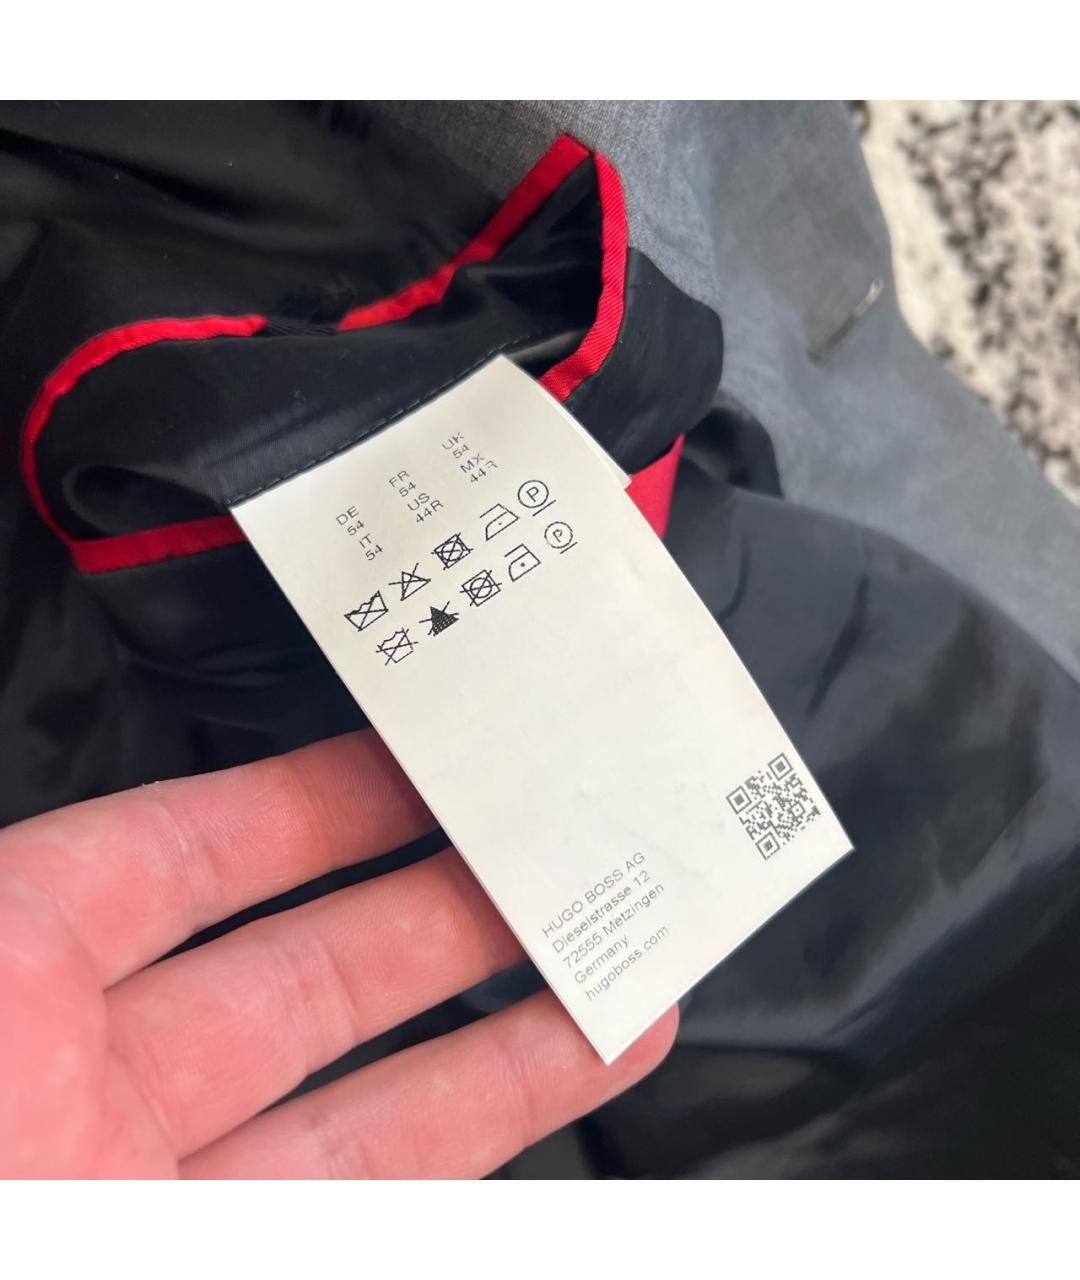 DE
54
FR
54
UK
54
IT
54
US
44R
MX
44R
P
P
HUGO BOSS AG
Dieselstrasse 12
72555 Metzingen
Germany
hugoboss.com